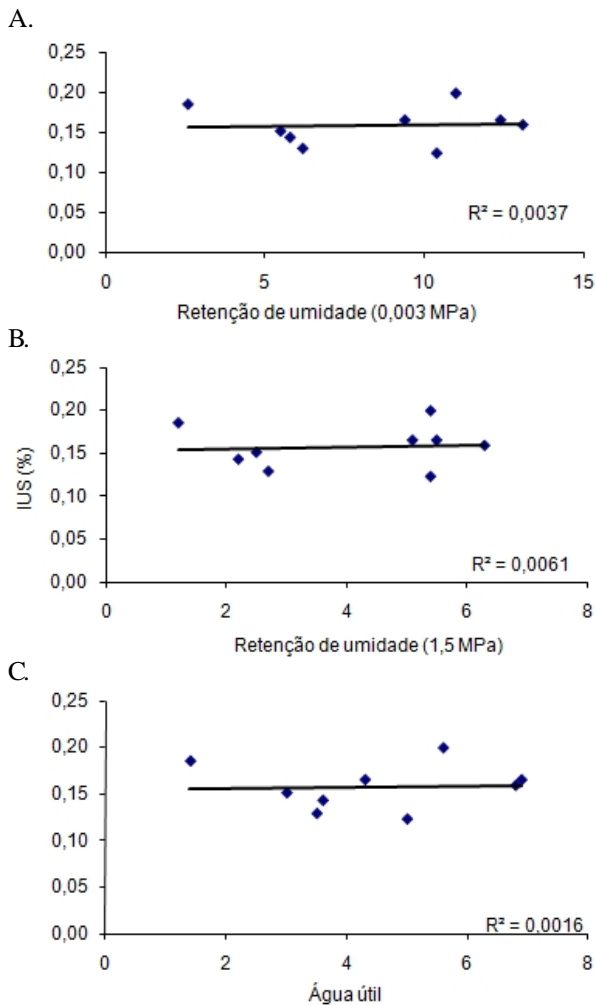 A.
0,25
0,20
0,15
0,10
0,05
0,00
R² = 0,0037
0 5 10 15
Retenção de umidade (0,003 MPa)
B.
IUS (%)
0,25
0,20
0,15
0,10
0,05
0,00
R² = 0,0061
0 2 4 6 8
Retenção de umidade (1,5 MPa)
C.
0,25
0,20
0,15
0,10
0,05
0,00
R² = 0,0016
0 2 4 6 8
Água útil